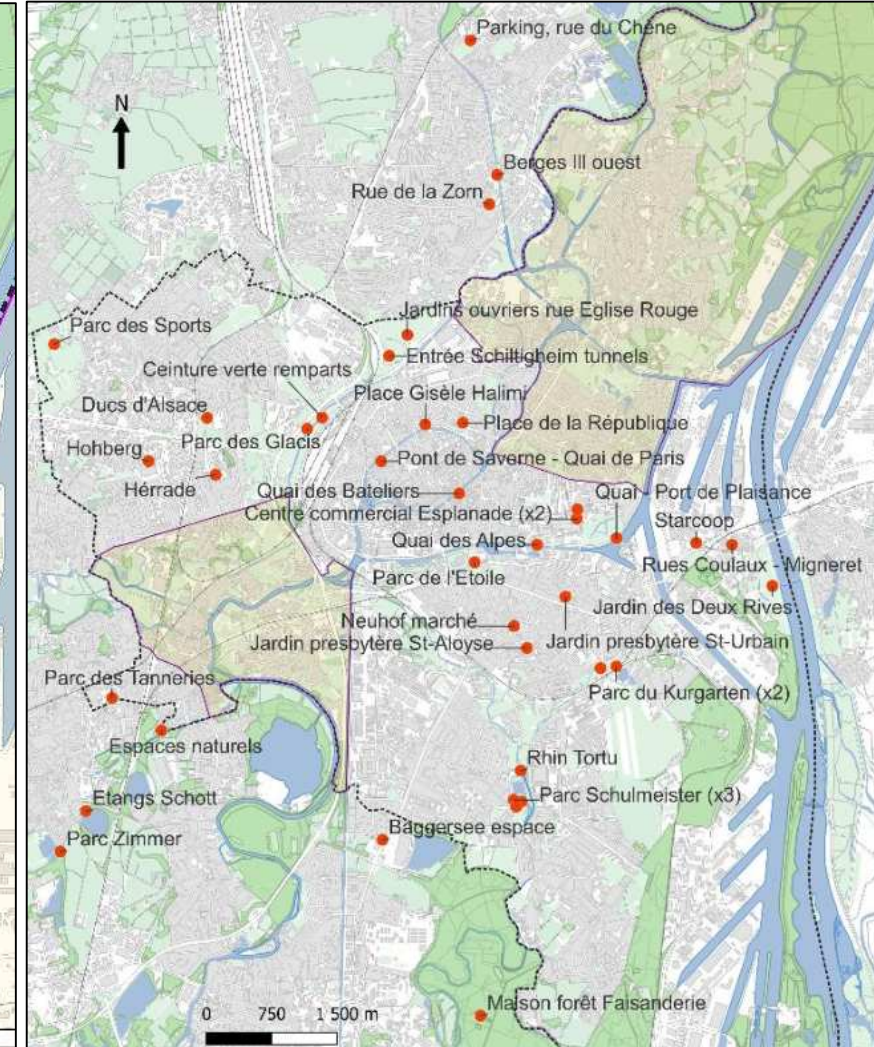 Parking, rue du Chêne
N
Berges III ouest
Rue de la Zorn
Jardins ouvriers rue Eglise Rouge
Parc des Sports
Entrée Schiltigheim tunnels
Ceinture verte remparts
Place Gisèle Halimi
Ducs d'Alsace
Place de la République
Parc des Glacis
Hohberg
Pont de Saverne - Quai de Paris
Hérrade
Quai des Bateliers
Quai - Port de Plaisance
Centre commercial Esplanade (x2)
Starcoop
Quai des Alpes
Rues Coulaux - Migneret
Parc de l'Etoile
Jardin des Deux Rives
Neuhof marché
Jardin presbytère St-Aloyse
Jardin presbytère St-Urbain
Parc des Tanneries
Parc du Kurgarten (x2)
Espaces naturels
Rhin Tortu
Etangs Schott
Parc Schulmeister (x3)
Baggersee espace
Parc Zimmer
Maison forêt Faisanderie
0 750 1 500 m